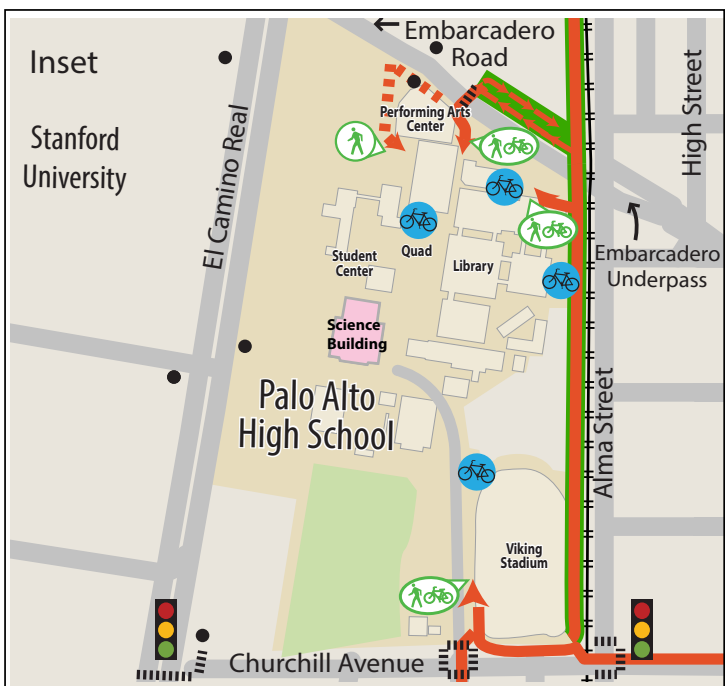 Inset
Embarcadero
Road
Stanford
University
El Camino Real
High Street
Performing Arts
Center
Embarcadero
Underpass
Student
Center
Quad
Library
Science
Building
Palo Alto
High School
Alma Street
Viking
Stadium
Churchill Avenue